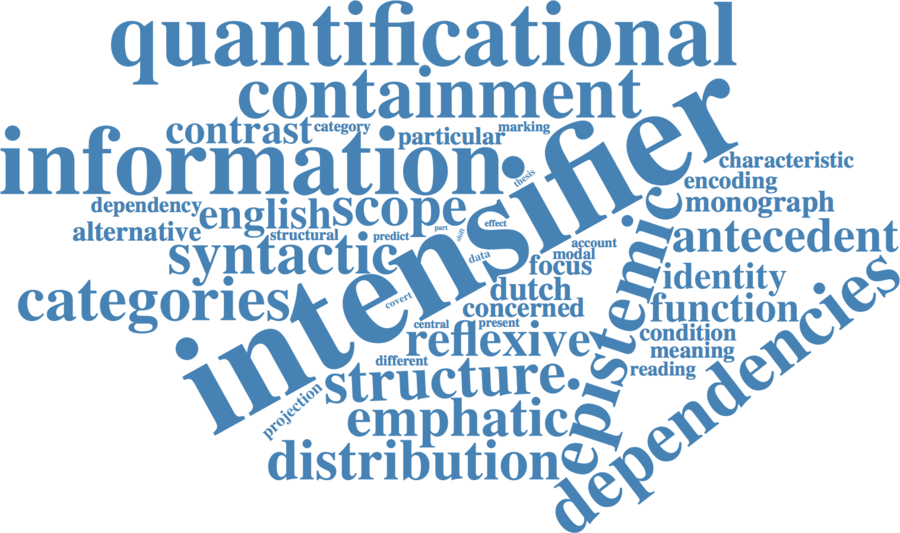 quantificational
containment
contrast
category
particular
marking
information.
thesis
characteristic
intensifier
encoding
dependency
english
scope
monograph
alternative
structural
predict
part
shift
effect
syntactic
data
account
modal
antecedent
focus
epistemic
identity
categories
covert
dutch
concerned
function
central
present
condition
reflexive
meaning
different
reading
structure.
projection
emphatic
dependencies
distribution